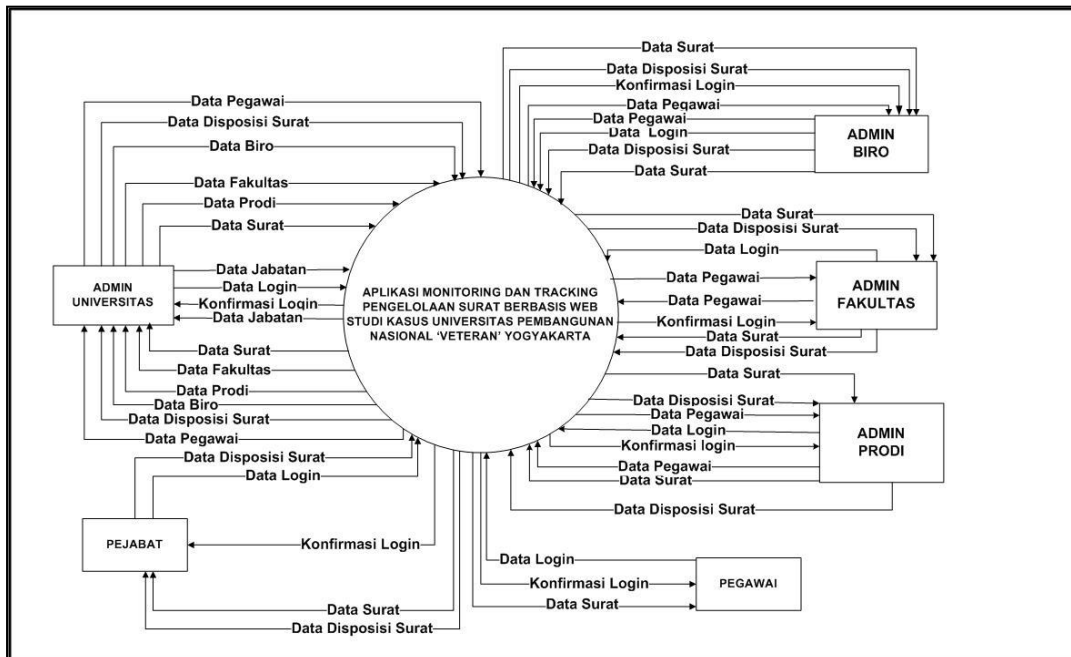 Data Surat
Data Disposisi Surat
Konfirmasi Login
Data Pegawai
Data Pegawai
Data Login
Data Disposisi Surat
Data Surat
ADMIN
BIRO
Data Pegawai
Data Disposisi Surat
Data Biro
Data Fakultas
Data Prodi
Data Surat
Data Jabatan
Data Login
Konfirmasi Login
Data Jabatan
ADMIN
UNIVERSITAS
Data Surat
Data Fakultas
Data Prodi
Data Biro
Data Disposisi Surat
Data Pegawai
APLIKASI MONITORING DAN TRACKING
PENGELOLAAN SURAT BERBASIS WEB
STUDI KASUS UNIVERSITAS PEMBANGUNAN
NASIONAL 'VETERAN' YOGYAKARTA
Data Surat
Data Disposisi Surat
Data Login
Data Pegawai
Data Pegawai
Konfirmasi Login
Data Surat
Data Disposisi Surat
ADMIN
FAKULTAS
Data Surat
Data Disposisi Surat
Data Pegawai
Data Login
Konfirmasi login
Data Pegawai
Data Surat
Data Disposisi Surat
ADMIN
PRODI
Data Disposisi Surat
Data Login
PEJABAT
Konfirmasi Login
Data Surat
Data Disposisi Surat
Data Login
Konfirmasi Login
Data Surat
PEGAWAI